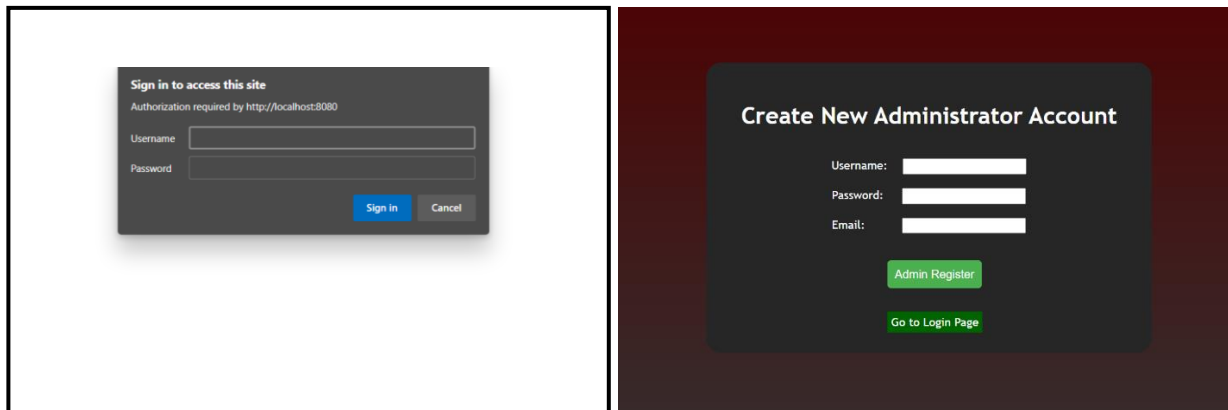 Sign in to access this site
Authorization required by http://localhost:8080
Username
Password
Sign in Cancel
Create New Administrator Account
Username:
Password:
Email:
Admin Register
Go to Login Page